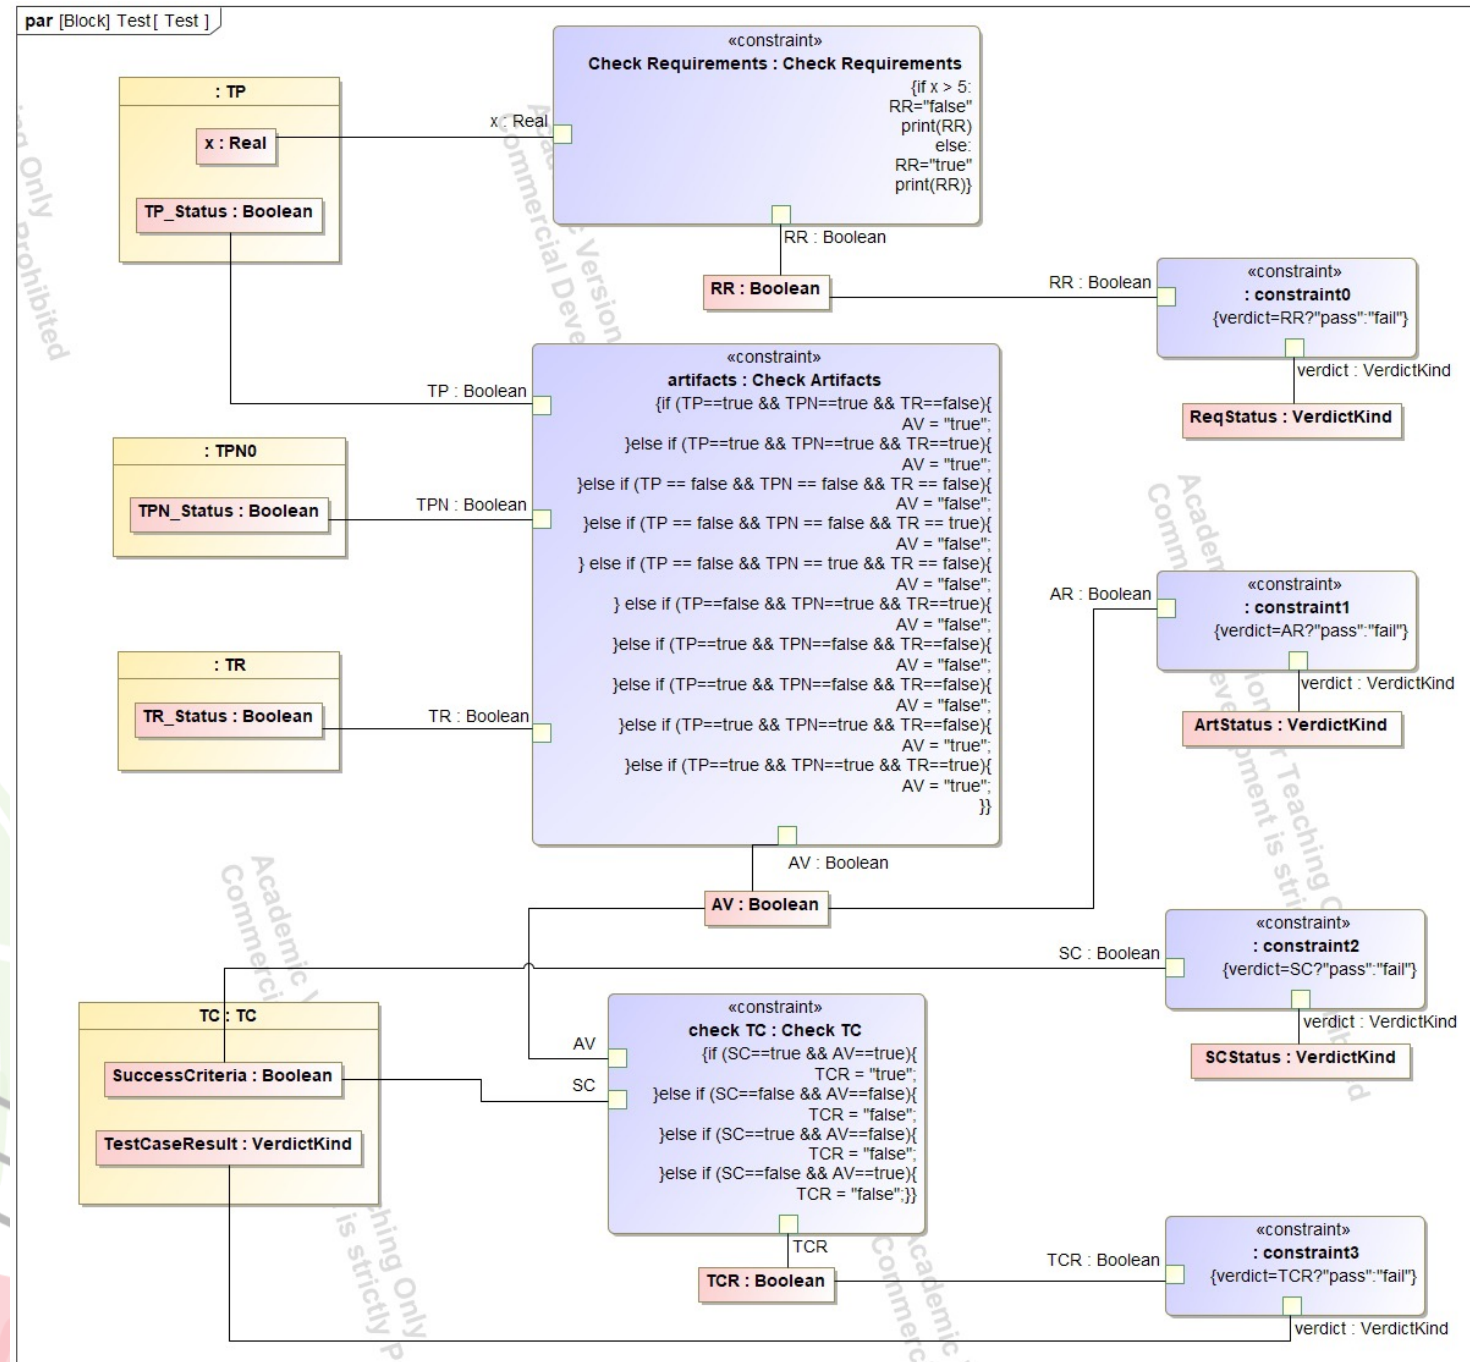 par [Block] Test[ Test ]
«constraint»
Check Requirements : Check Requirements
{if x > 5:
RR="false"
print(RR)
else:
RR="true"
print(RR)}
: TP
x : Real
TP_Status : Boolean
x : Real
RR : Boolean
RR : Boolean
RR : Boolean
«constraint»
: constraint0
{verdict=RR?"pass":"fail"}
verdict : VerdictKind
ReqStatus : VerdictKind
«constraint»
artifacts : Check Artifacts
{if (TP==true && TPN==true && TR==false){
AV = "true";
}else if (TP==true && TPN==true && TR==true){
AV = "true";
}else if (TP == false && TPN == false && TR == false){
AV = "false";
}else if (TP == false && TPN == false && TR == true){
AV = "false";
} else if (TP == false && TPN == true && TR == false){
AV = "false";
} else if (TP==false && TPN==true && TR==true){
AV = "false";
}else if (TP==true && TPN==false && TR==false){
AV = "false";
}else if (TP==true && TPN==false && TR==false){
AV = "false";
}else if (TP==true && TPN==true && TR==false){
AV = "true";
}else if (TP==true && TPN==true && TR==true){
AV = "true";
}}
TP : Boolean
: TPN0
TPN_Status : Boolean
TPN : Boolean
: TR
TR_Status : Boolean
TR : Boolean
AV : Boolean
AV : Boolean
AR : Boolean
«constraint»
: constraint1
{verdict=AR?"pass":"fail"}
verdict : VerdictKind
ArtStatus : VerdictKind
SC : Boolean
«constraint»
: constraint2
{verdict=SC?"pass":"fail"}
verdict : VerdictKind
SCStatus : VerdictKind
TC : TC
SuccessCriteria : Boolean
TestCaseResult : VerdictKind
AV
SC
«constraint»
check TC : Check TC
{if (SC==true && AV==true){
TCR = "true";
}else if (SC==false && AV==false){
TCR = "false";
}else if (SC==true && AV==false){
TCR = "false";
}else if (SC==false && AV==true){
TCR = "false";}}
TCR
TCR : Boolean
TCR : Boolean
«constraint»
: constraint3
{verdict=TCR?"pass":"fail"}
verdict : VerdictKind